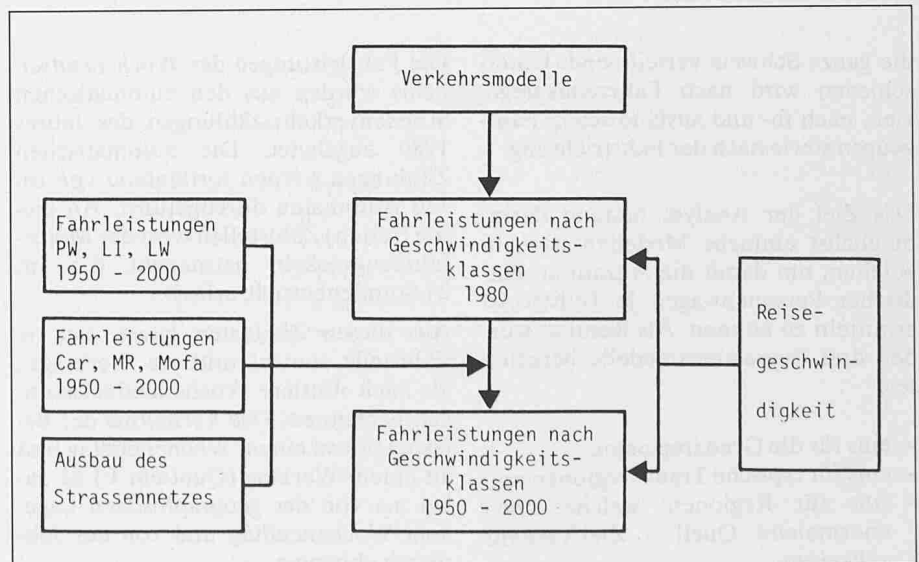 Verkehrsmodelle
Fahrleistungen
PW, LI, LW
1950 - 2000
Fahrleistungen nach
Geschwindigkeits-
klassen
1980
Fahrleistungen
Car, MR, Mofa
1950 - 2000
Reise-
geschwin-
digkeit
Ausbau des
Strassennetzes
Fahrleistungen nach
Geschwindigkeits-
klassen
1950 - 2000